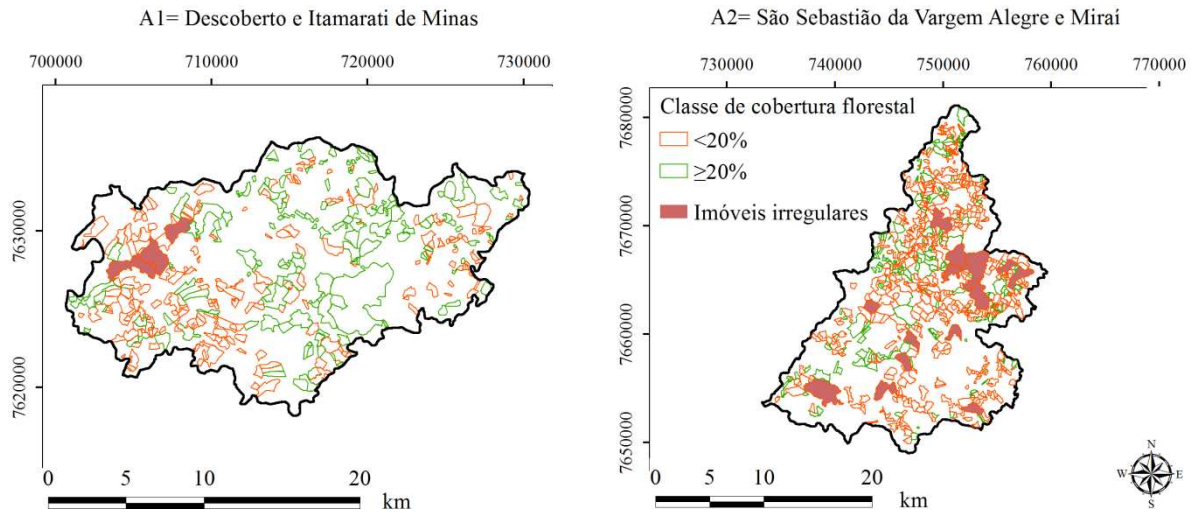 A1= Descoberto e Itamarati de Minas
700000 710000 720000 730000
7630000
7620000
0 5 10 20
km
A2= São Sebastião da Vargem Alegre e Miraí
730000 740000 750000 760000 770000
7680000
7670000
7660000
7650000
Classe de cobertura florestal
<20%
≥20%
Imóveis irregulares
0 5 10 20
km
N
W E
S